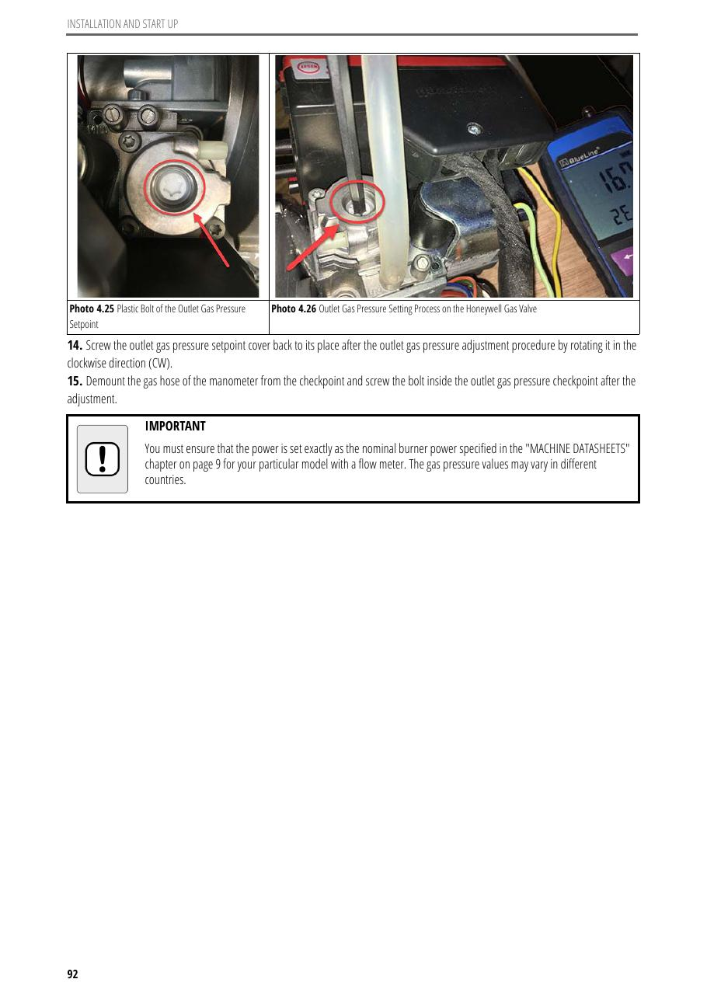 INSTALLATION AND START UP
BlueLine®
16.
Photo 4.25 Plastic Bolt of the Outlet Gas Pressure
Setpoint
Photo 4.26 Outlet Gas Pressure Setting Process on the Honeywell Gas Valve
14. Screw the outlet gas pressure setpoint cover back to its place after the outlet gas pressure adjustment procedure by rotating it in the
clockwise direction (CW).
15. Demount the gas hose of the manometer from the checkpoint and screw the bolt inside the outlet gas pressure checkpoint after the
adjustment.
IMPORTANT
You must ensure that the power is set exactly as the nominal burner power specified in the "MACHINE DATASHEETS"
chapter on page 9 for your particular model with a flow meter. The gas pressure values may vary in different
countries.
92